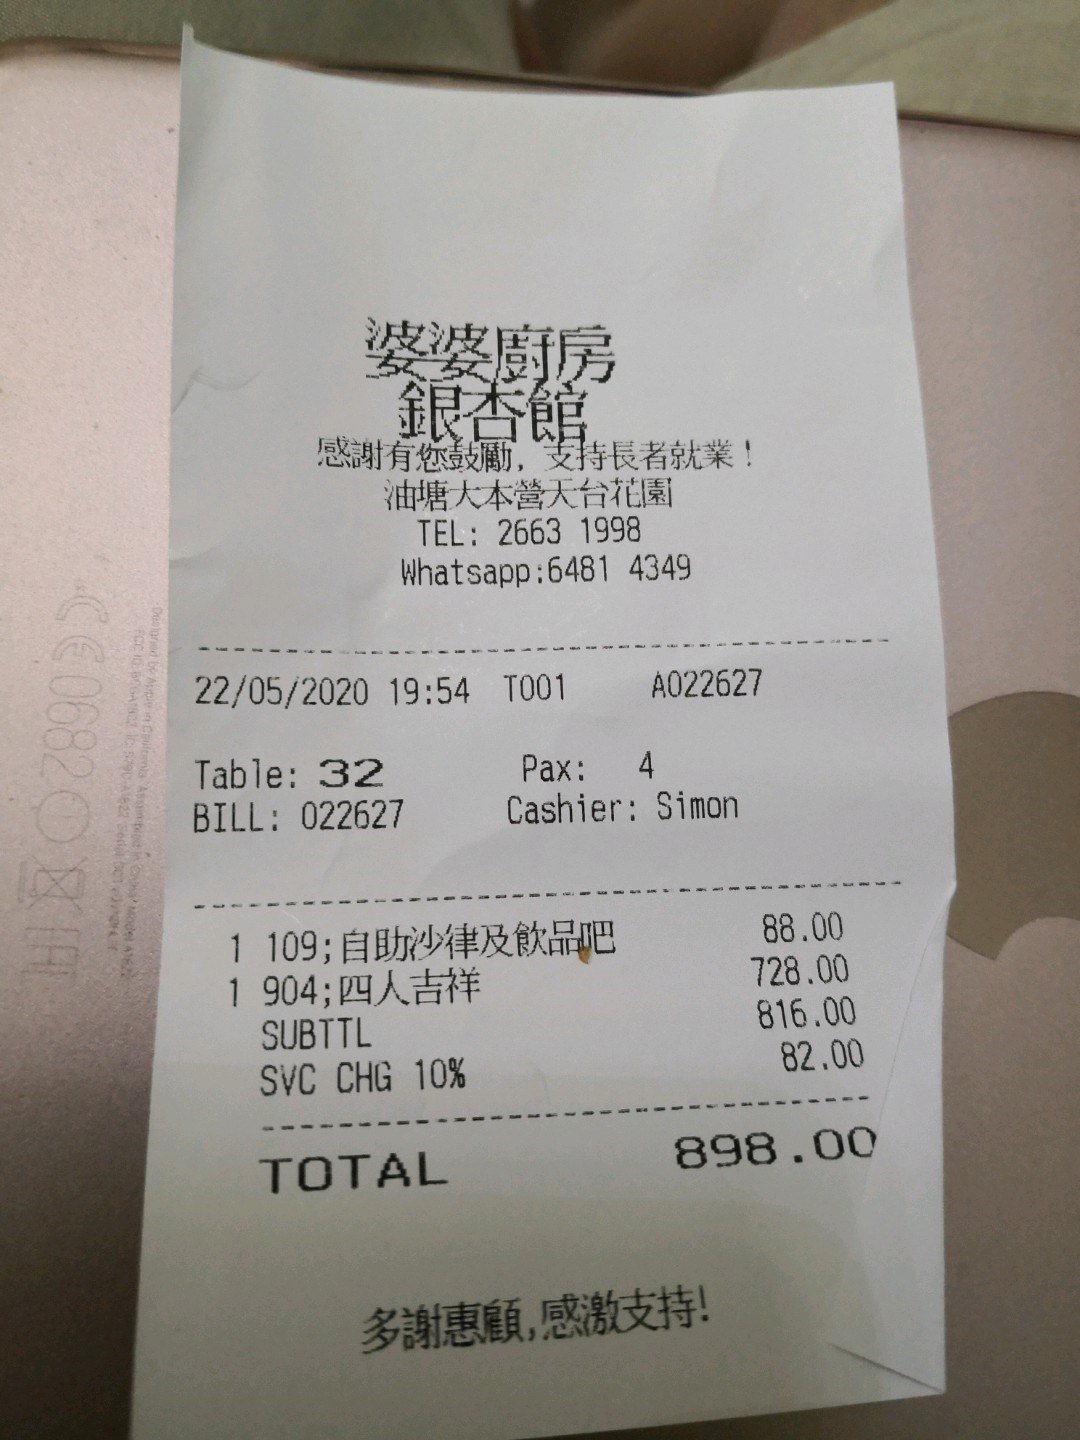 婆婆廚房
銀杏館
感謝有您鼓勵, 支持長者就業!
油塘大本營天台花園
TEL: 2663 1998
Whatsapp:6481 4349
22/05/2020 19:54 T001 A022627
Table: 32 Pax: 4
BILL: 022627 Cashier: Simon
1 109;自助沙律及飲品吧 88.00
1 904;四人吉祥 728.00
SUBTTL 816.00
SVC CHG 10% 82.00
TOTAL 898.00
多謝惠顧,感激支持!
CE0682